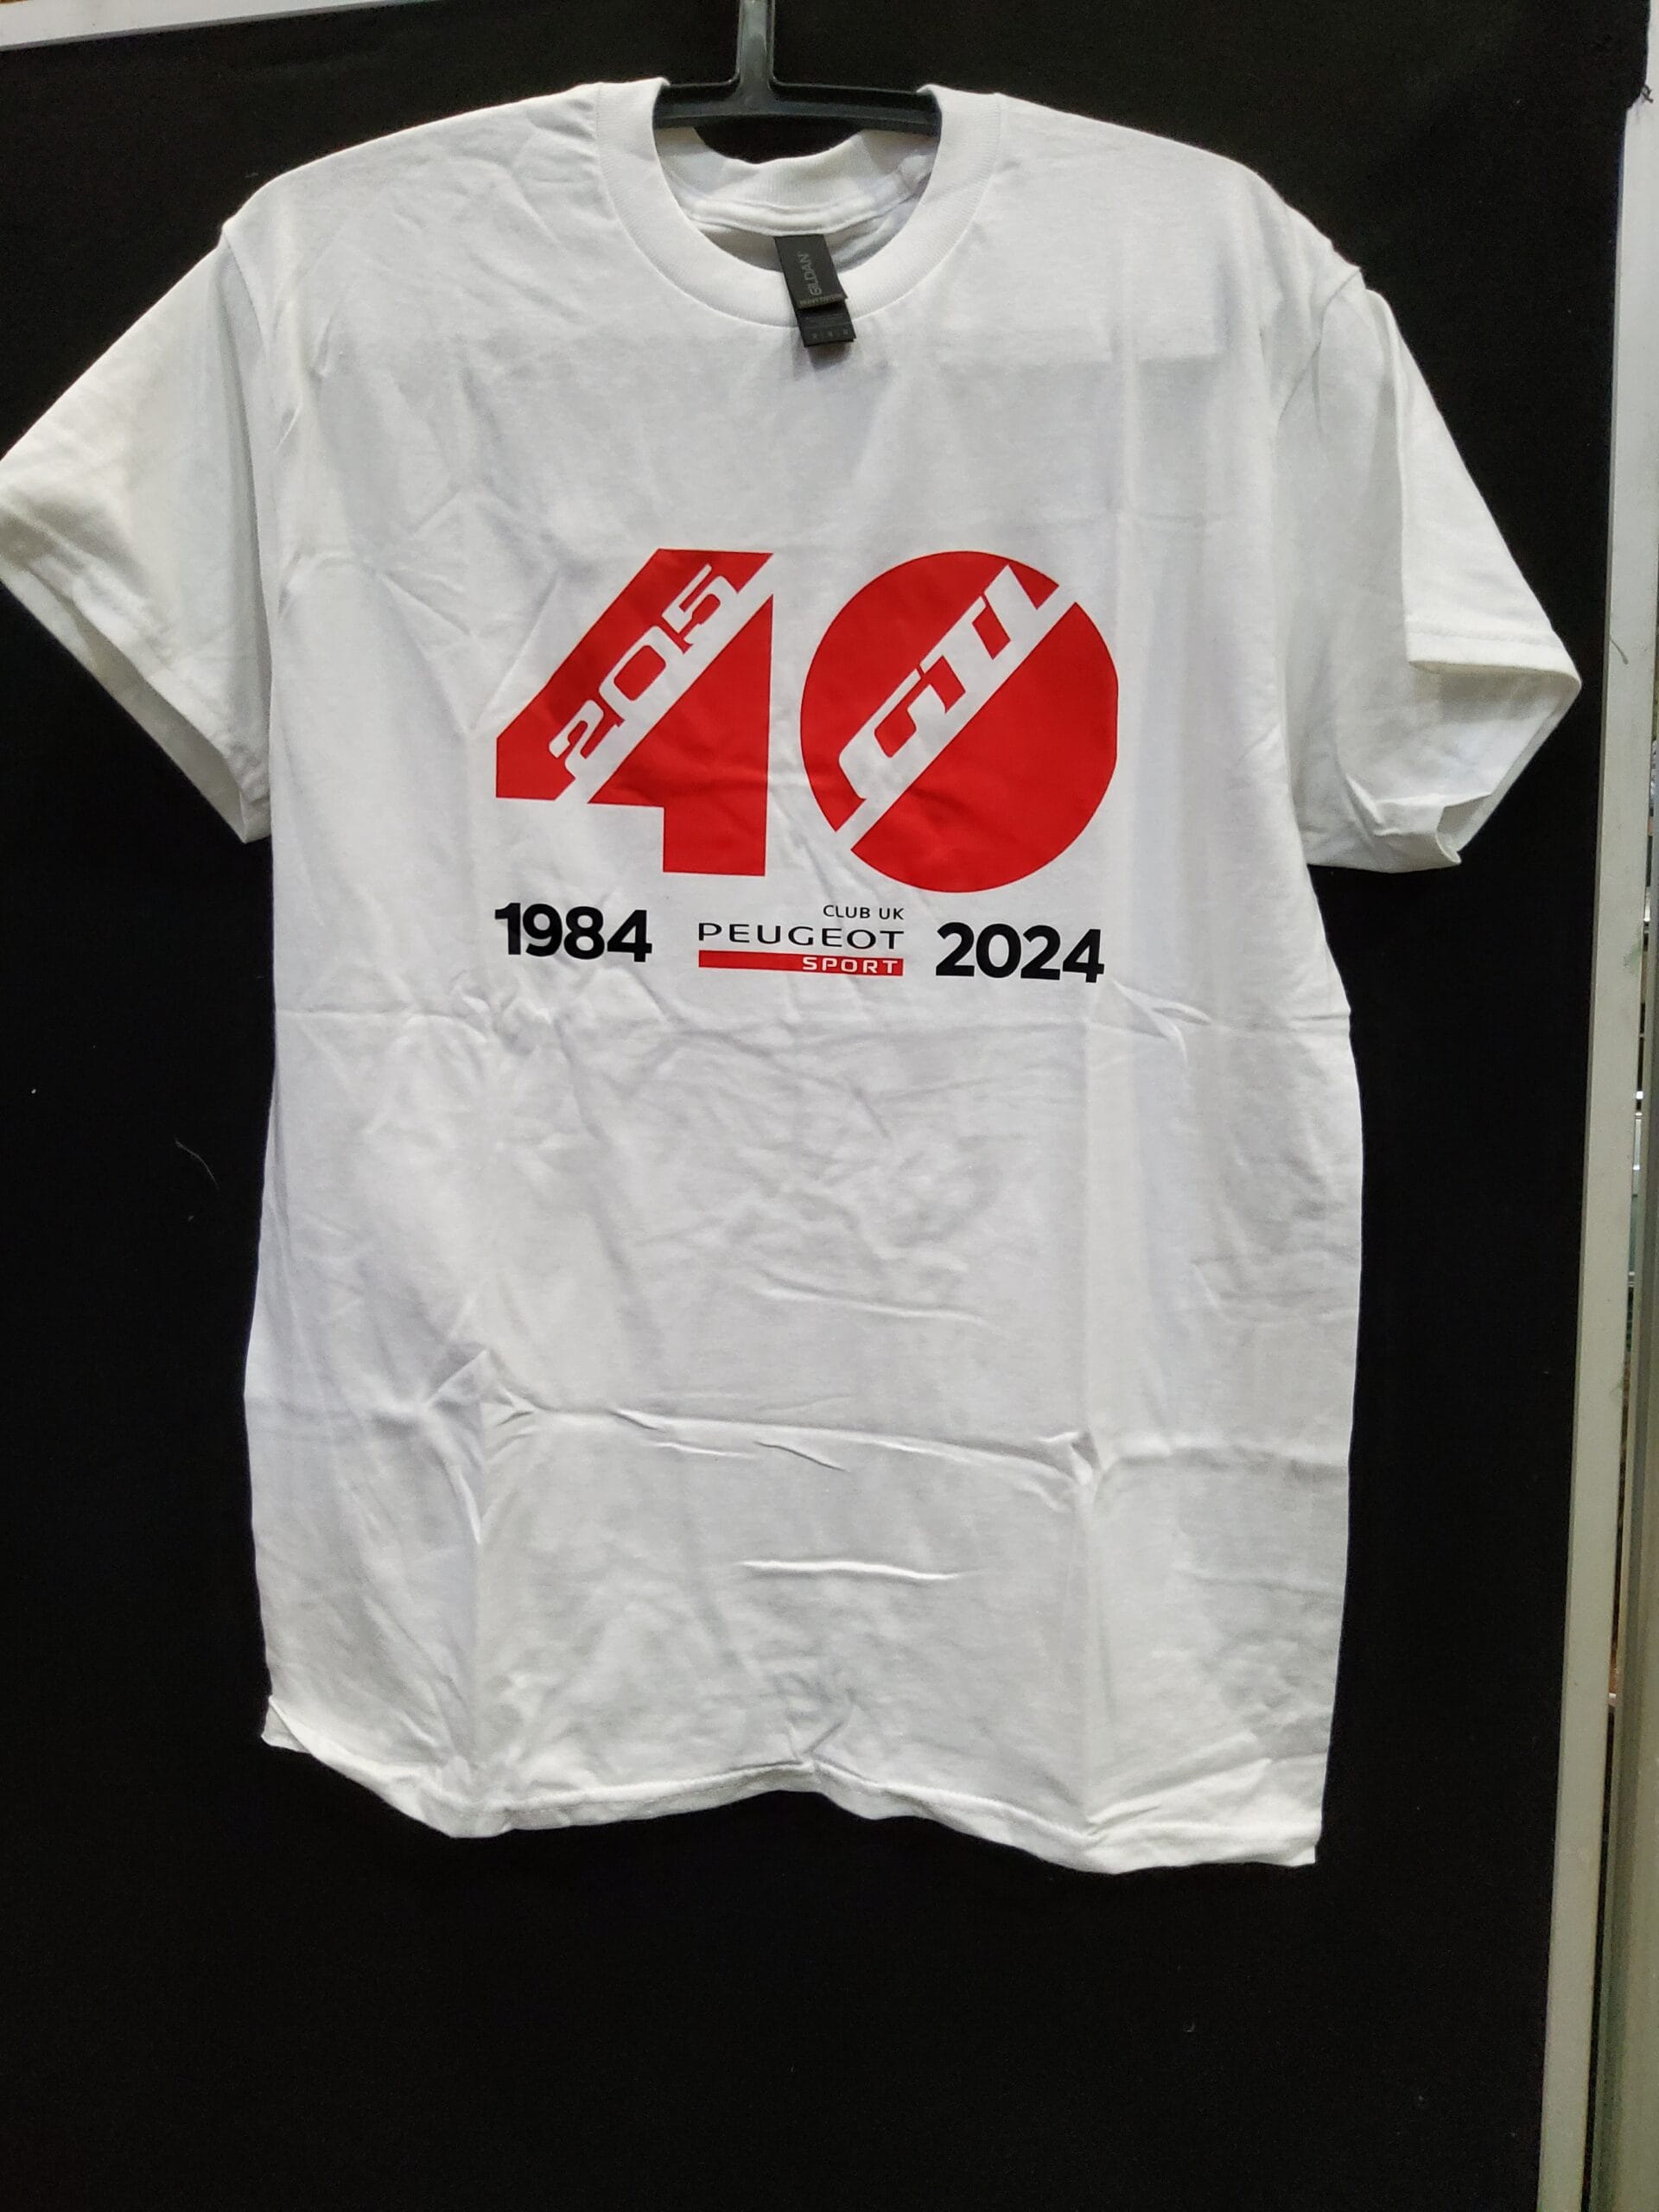 GILDAN
205 GTI
40
CLUB UK
1984 PEUGEOT 2024
SPORT